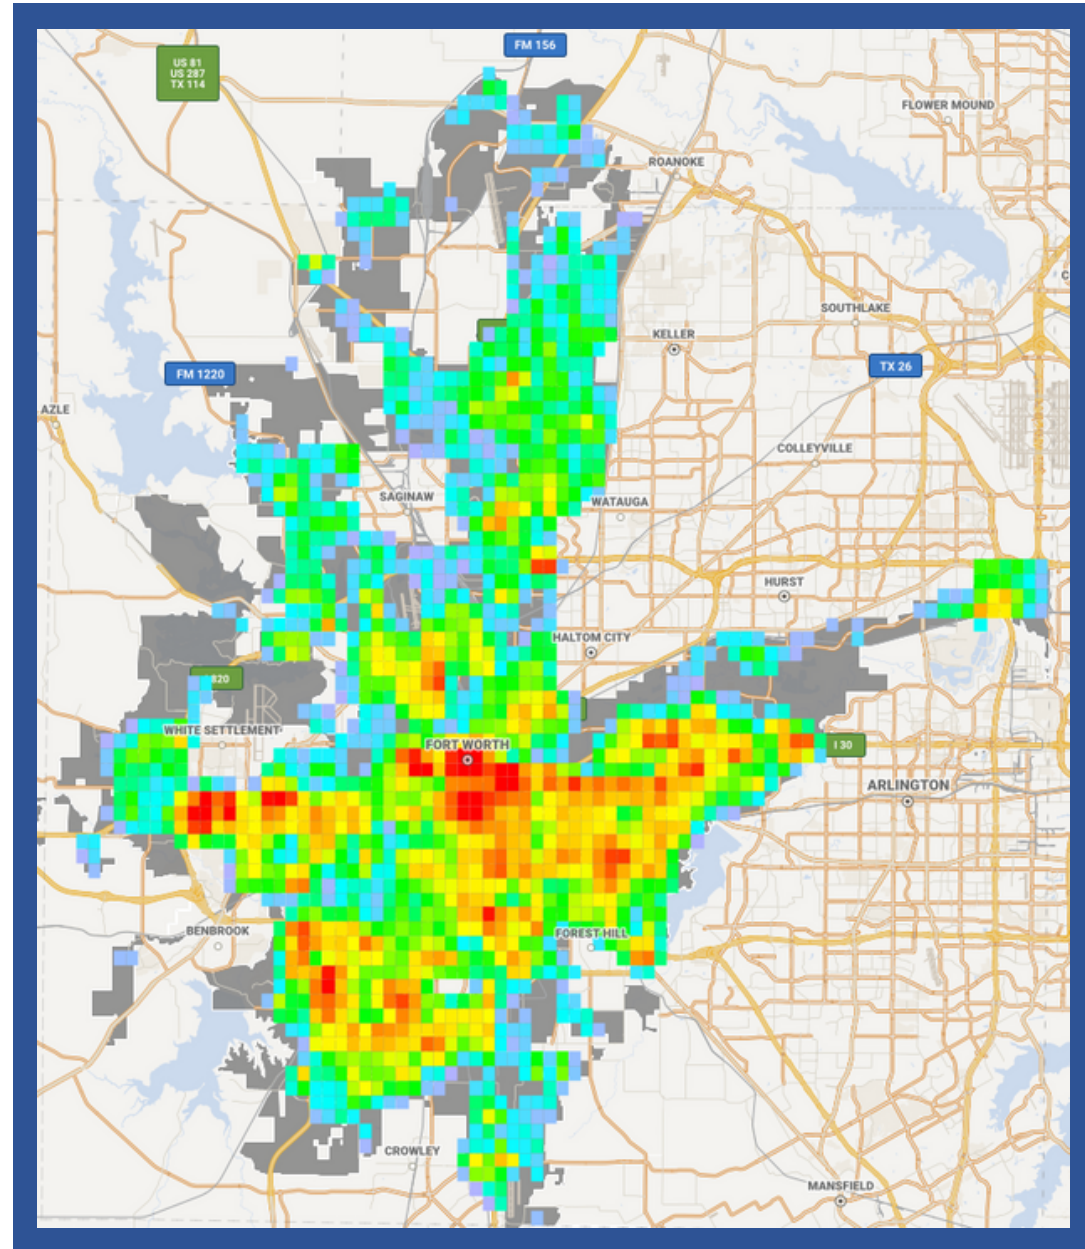 FM 156
US 81
US 287
TX 114
FLOWER MOUND
ROANOKE
SOUTHLAKE
KELLER
TX 26
FM 1220
AZLE
COLLEYVILLE
SAGINAW
WATAUGA
HURST
HALTOM CITY
820
WHITE SETTLEMENT
FORT WORTH
I 30
ARLINGTON
BENBROOK
FOREST HILL
CROWLEY
MANSFIELD